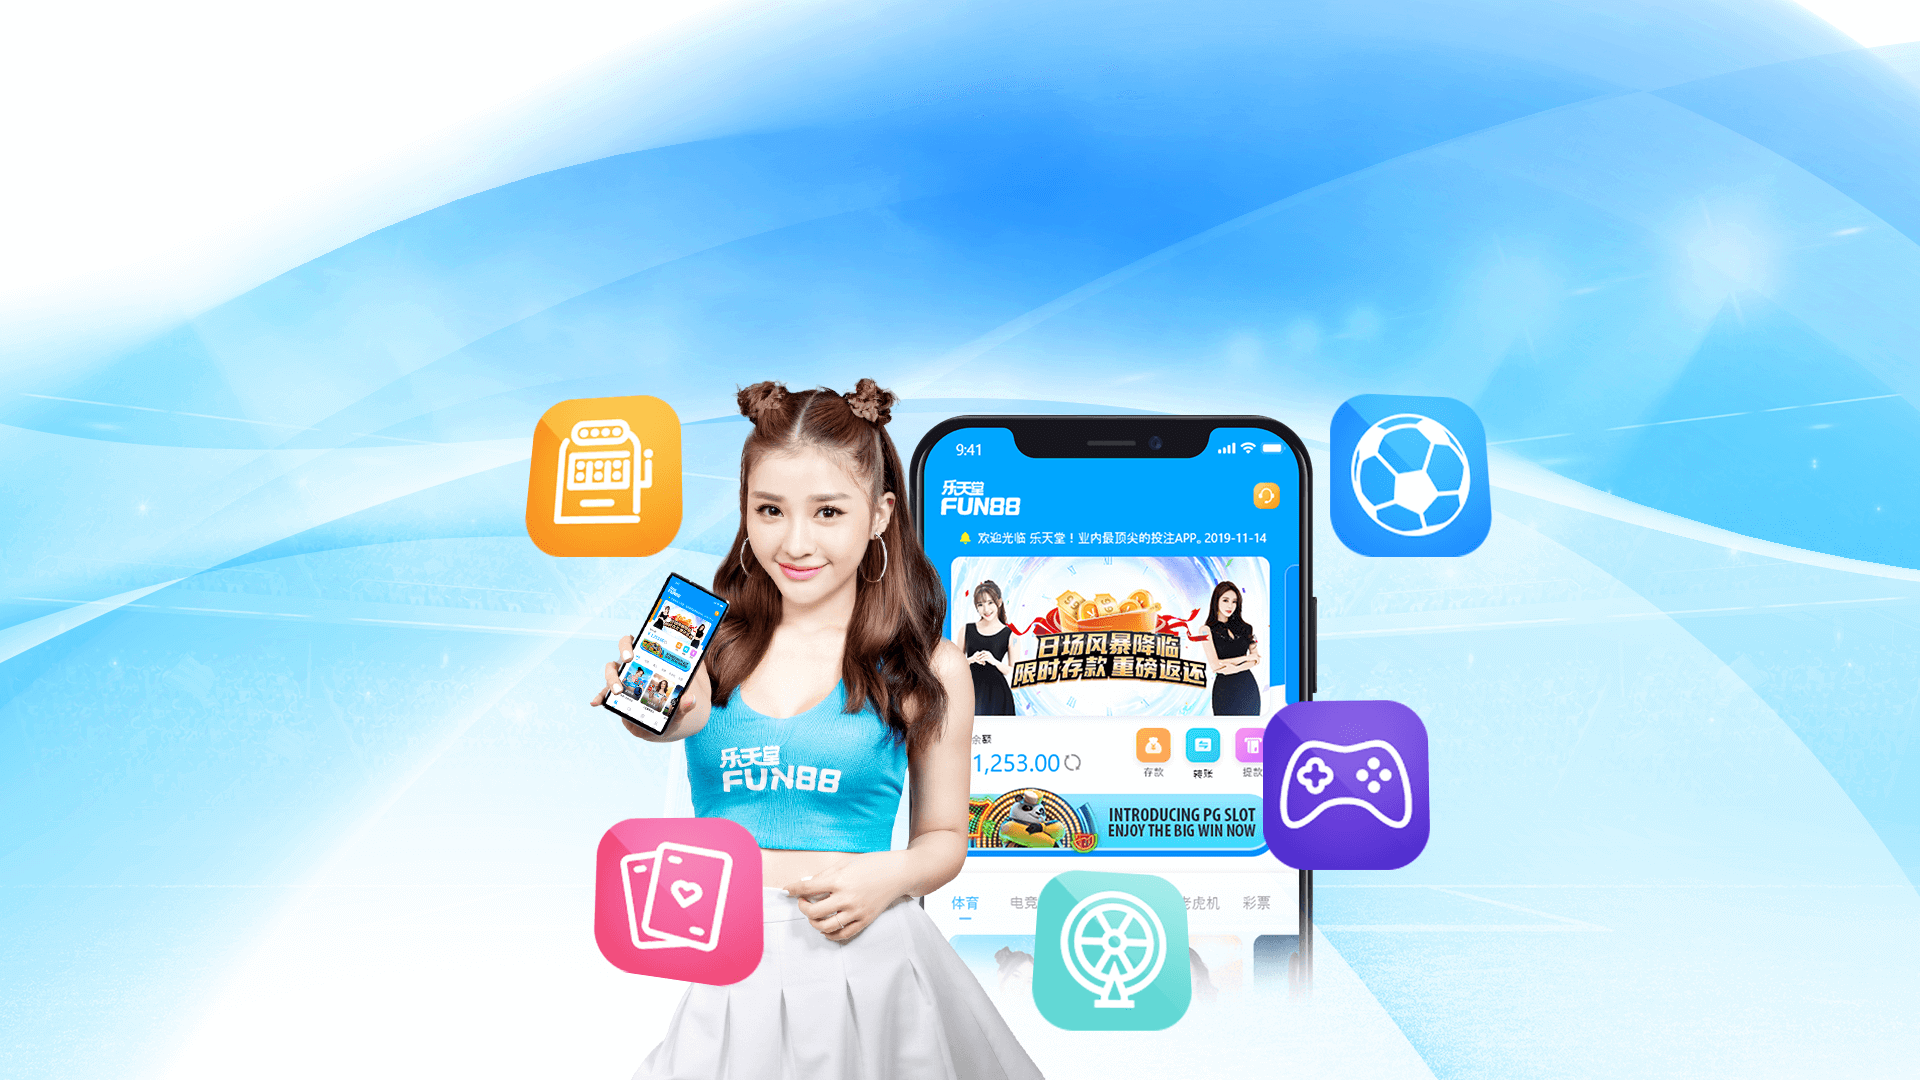 9:41
乐天堂
FUN88
欢迎光临 乐天堂！业内最顶尖的投注APP。2019-11-14
日场风暴降临
限时存款 重磅返还
余额
1,253.00
存款
转账
提款
INTRODUCING PG SLOT
ENJOY THE BIG WIN NOW
体育
电竞
老虎机
彩票
乐天堂
FUN88